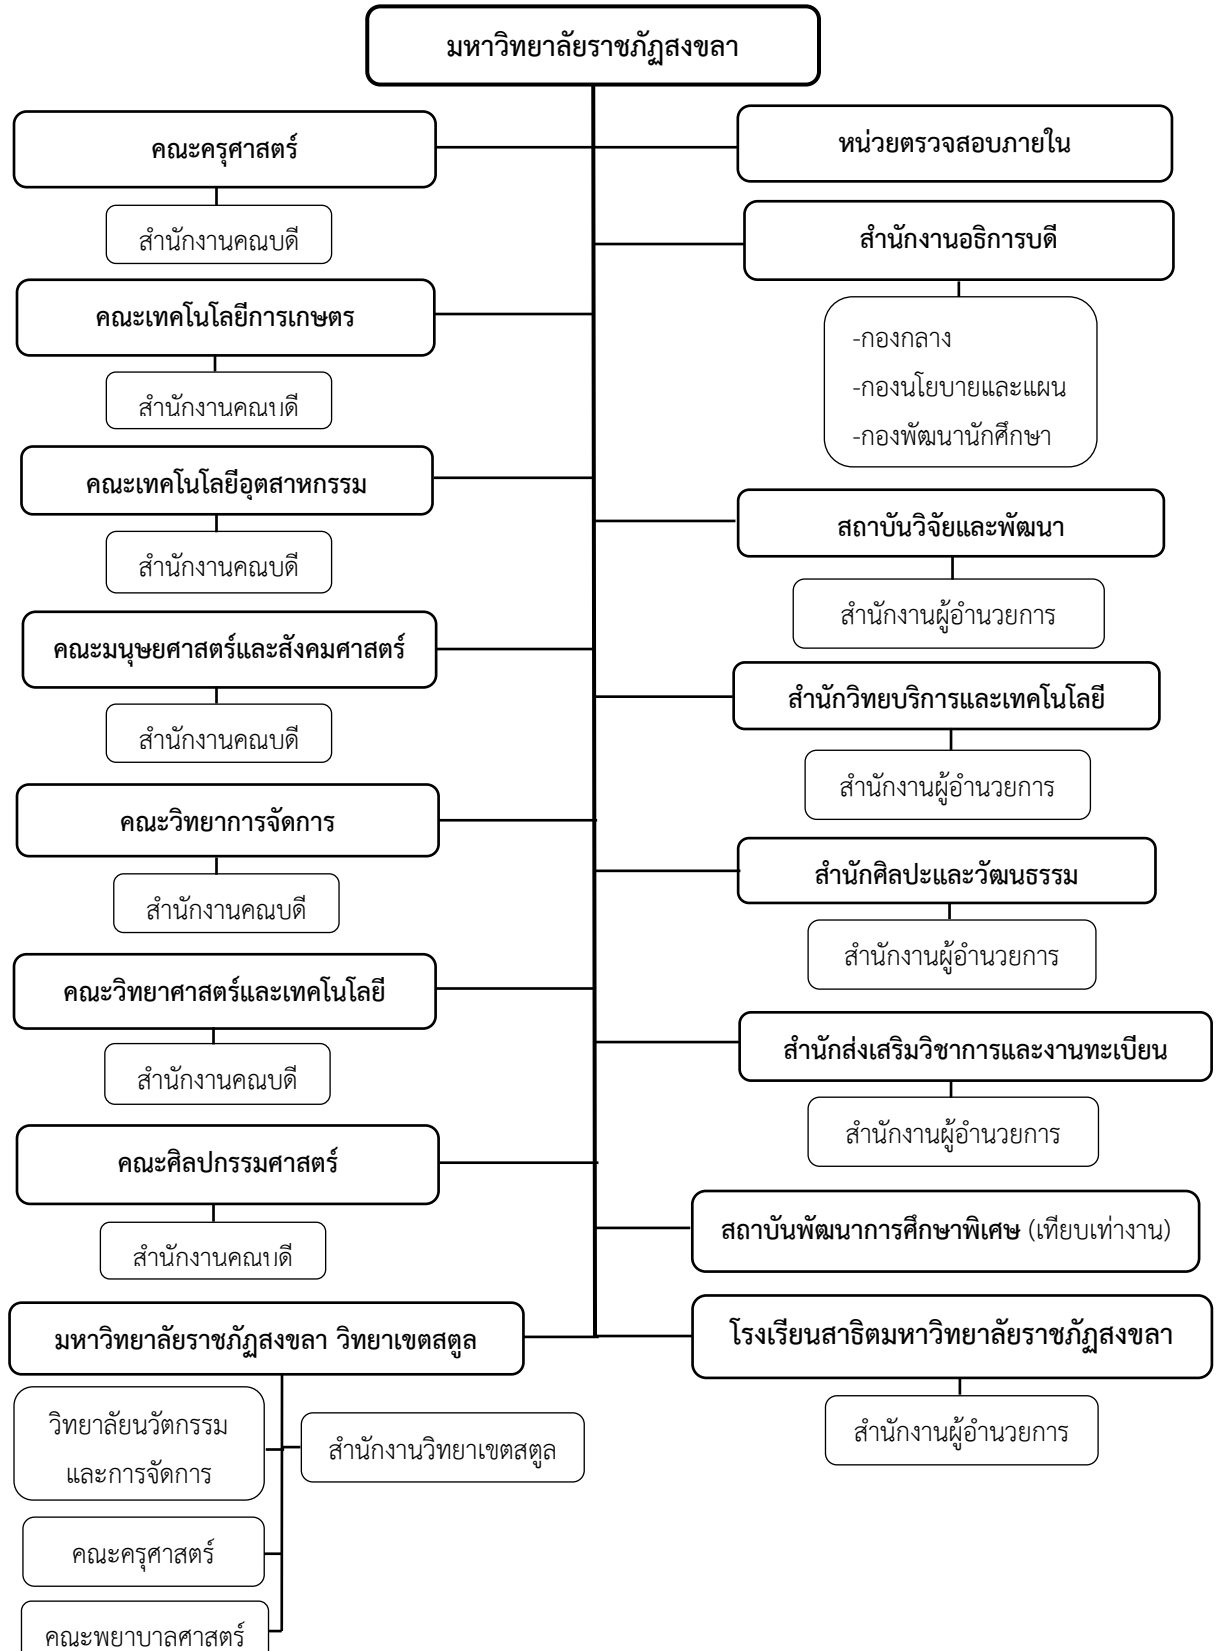 มหาวิทยาลัยราชภัฏสงขลา
คณะครุศาสตร์
สำนักงานคณบดี
คณะเทคโนโลยีการเกษตร
สำนักงานคณบดี
คณะเทคโนโลยีอุตสาหกรรม
สำนักงานคณบดี
คณะมนุษยศาสตร์และสังคมศาสตร์
สำนักงานคณบดี
คณะวิทยาการจัดการ
สำนักงานคณบดี
คณะวิทยาศาสตร์และเทคโนโลยี
สำนักงานคณบดี
คณะศิลปกรรมศาสตร์
สำนักงานคณบดี
มหาวิทยาลัยราชภัฏสงขลา วิทยาเขตสตูล
วิทยาลัยนวัตกรรม
และการจัดการ
สำนักงานวิทยาเขตสตูล
คณะครุศาสตร์
คณะพยาบาลศาสตร์
หน่วยตรวจสอบภายใน
สำนักงานอธิการบดี
-กองกลาง
-กองนโยบายและแผน
-กองพัฒนานักศึกษา
สถาบันวิจัยและพัฒนา
สำนักงานผู้อำนวยการ
สำนักวิทยบริการและเทคโนโลยี
สำนักงานผู้อำนวยการ
สำนักศิลปะและวัฒนธรรม
สำนักงานผู้อำนวยการ
สำนักส่งเสริมวิชาการและงานทะเบียน
สำนักงานผู้อำนวยการ
สถาบันพัฒนาการศึกษาพิเศษ (เทียบเท่างาน)
โรงเรียนสาธิตมหาวิทยาลัยราชภัฏสงขลา
สำนักงานผู้อำนวยการ